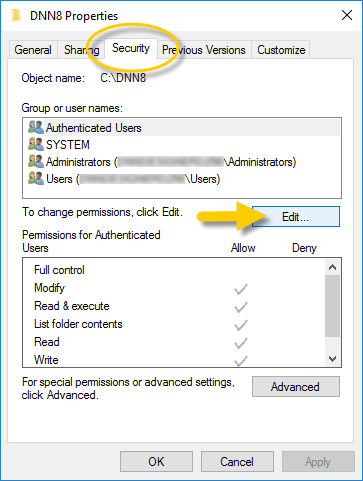 DNN8 Properties
General Sharing Security Previous Versions Customize
Object name: C:\DNN8
Group or user names:
Authenticated Users
SYSTEM
Administrators ( \Administrators)
Users ( \Users)
To change permissions, click Edit.
Edit...
Permissions for Authenticated
Users Allow Deny
Full control
Modify
Read & execute
List folder contents
Read
Write
For special permissions or advanced settings,
click Advanced.
Advanced
OK Cancel Apply